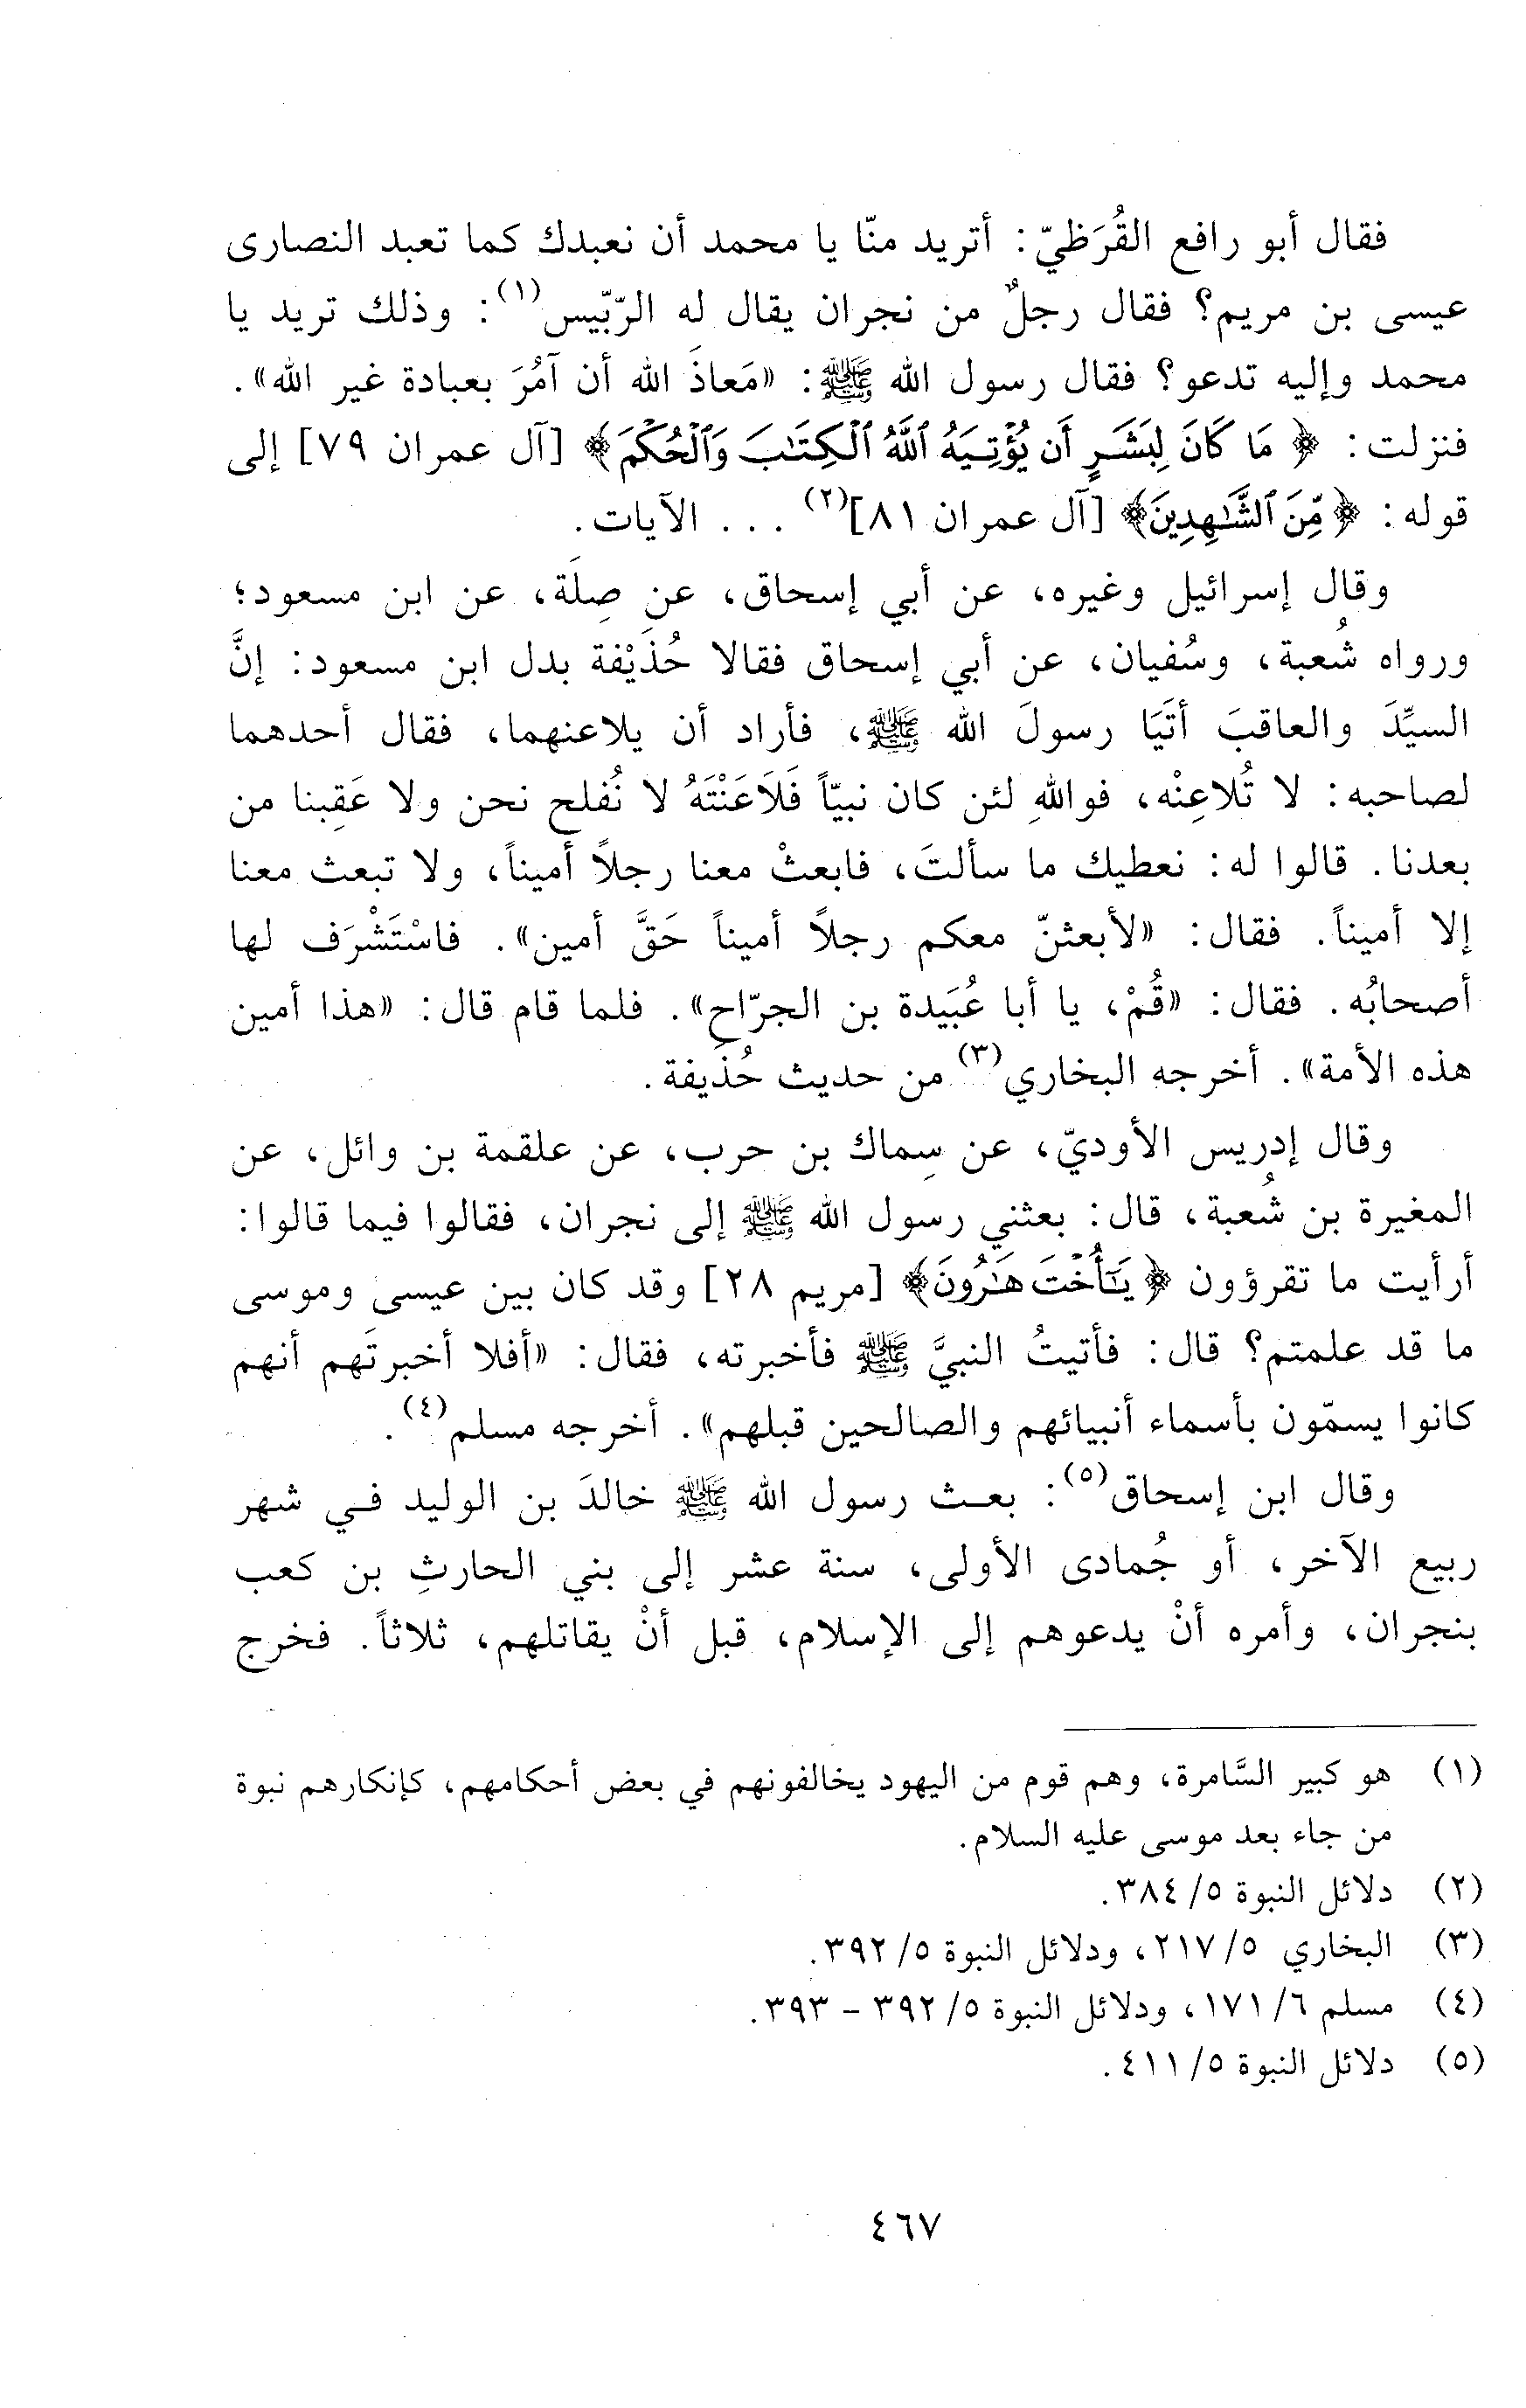 فقال أبو رافع القُرَظيّ: أتريد منّا يا محمد أن نعبدك كما تعبد النصارى
عيسى بن مريم؟ فقال رجلٌ من نجران يقال له الرّبّيس(١): وذلك تريد يا
محمد وإليه تدعو؟ فقال رسول الله ﷺ: «مَعاذَ الله أن آمُرَ بعبادة غير الله».
فنزلت: ﴿مَا كَانَ لِبَشَرٍ أَن يُؤْتِيَهُ ٱللَّهُ ٱلْكِتَٰبَ وَٱلْحُكْمَ﴾ [آل عمران ٧٩] إلى
قوله: ﴿مِّنَ ٱلشَّٰهِدِينَ﴾ [آل عمران ٨١](٢) . . . الآيات.
وقال إسرائيل وغيره، عن أبي إسحاق، عن صِلَة، عن ابن مسعود؛
ورواه شُعبة، وسُفيان، عن أبي إسحاق فقالا حُذَيْفة بدل ابن مسعود: إنَّ
السيِّدَ والعاقبَ أتَيَا رسولَ الله ﷺ، فأراد أن يلاعنهما، فقال أحدهما
لصاحبه: لا تُلاعِنْه، فواللهِ لئن كان نبيّاً فَلَاعَنْتَهُ لا نُفلح نحن ولا عَقِبنا من
بعدنا. قالوا له: نعطيك ما سألتَ، فابعثْ معنا رجلاً أميناً، ولا تبعث معنا
إلا أميناً. فقال: «لأبعثنّ معكم رجلاً أميناً حَقَّ أمين». فاسْتَشْرَف لها
أصحابُه. فقال: «قُمْ، يا أبا عُبَيدة بن الجرّاح». فلما قام قال: «هذا أمين
هذه الأمة». أخرجه البخاري(٣) من حديث حُذَيفة.
وقال إدريس الأوديّ، عن سِماك بن حرب، عن علقمة بن وائل، عن
المغيرة بن شُعبة، قال: بعثني رسول الله ﷺ إلى نجران، فقالوا فيما قالوا:
أرأيت ما تقرؤون ﴿يَٰٓأُخْتَ هَٰرُونَ﴾ [مريم ٢٨] وقد كان بين عيسى وموسى
ما قد علمتم؟ قال: فأتيتُ النبيَّ ﷺ فأخبرته، فقال: «أفلا أخبرتَهم أنهم
كانوا يسمّون بأسماء أنبيائهم والصالحين قبلهم». أخرجه مسلم(٤).
وقال ابن إسحاق(٥): بعث رسول الله ﷺ خالدَ بن الوليد في شهر
ربيع الآخر، أو جُمادى الأولى، سنة عشر إلى بني الحارثِ بن كعب
بنجران، وأمره أنْ يدعوهم إلى الإسلام، قبل أنْ يقاتلهم، ثلاثاً. فخرج
(١) هو كبير السَّامرة، وهم قوم من اليهود يخالفونهم في بعض أحكامهم، كإنكارهم نبوة
من جاء بعد موسى عليه السلام.
(٢) دلائل النبوة ٥/ ٣٨٤.
(٣) البخاري ٥/ ٢١٧، ودلائل النبوة ٥/ ٣٩٢.
(٤) مسلم ٦/ ١٧١، ودلائل النبوة ٥/ ٣٩٢ - ٣٩٣.
(٥) دلائل النبوة ٥/ ٤١١.
٤٦٧